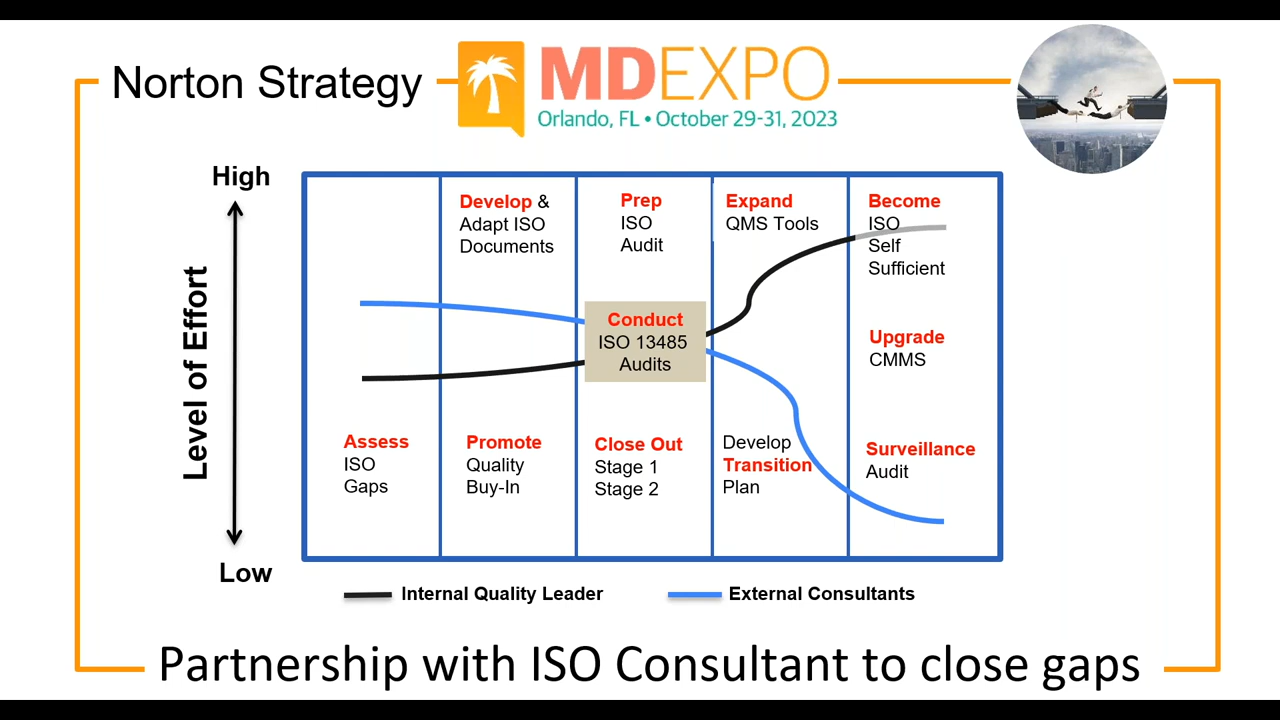 Norton Strategy
MDEXPO
Orlando, FL • October 29-31, 2023
High
Level of Effort
Low
Assess
ISO
Gaps
Develop &
Adapt ISO
Documents
Promote
Quality
Buy-In
Prep
ISO
Audit
Conduct
ISO 13485
Audits
Close Out
Stage 1
Stage 2
Expand
QMS Tools
Develop
Transition
Plan
Become
ISO
Self
Sufficient
Upgrade
CMMS
Surveillance
Audit
Internal Quality Leader
External Consultants
Partnership with ISO Consultant to close gaps